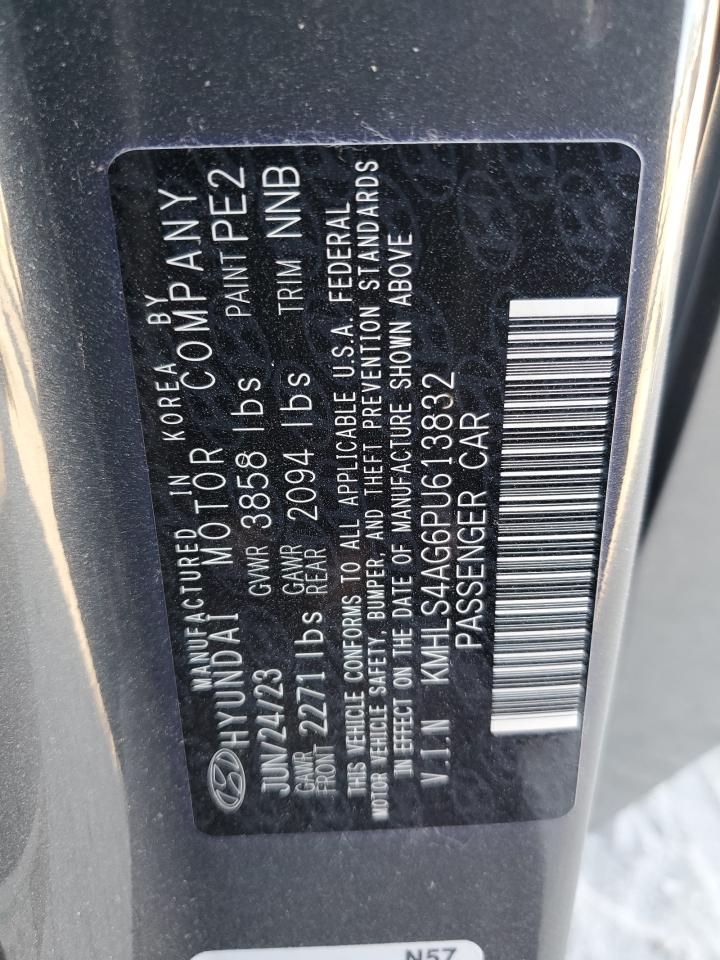 MANUFACTURED IN KOREA BY
HYUNDAI MOTOR COMPANY
JUN/24/23 GVWR 3858 lbs PAINT PE2
GAWR FRONT 2271 lbs GAWR REAR 2094 lbs TRIM NNB
THIS VEHICLE CONFORMS TO ALL APPLICABLE U.S.A. FEDERAL
MOTOR VEHICLE SAFETY, BUMPER, AND THEFT PREVENTION STANDARDS
IN EFFECT ON THE DATE OF MANUFACTURE SHOWN ABOVE
V.I.N KMHLS4AG6PU613832
PASSENGER CAR
N57